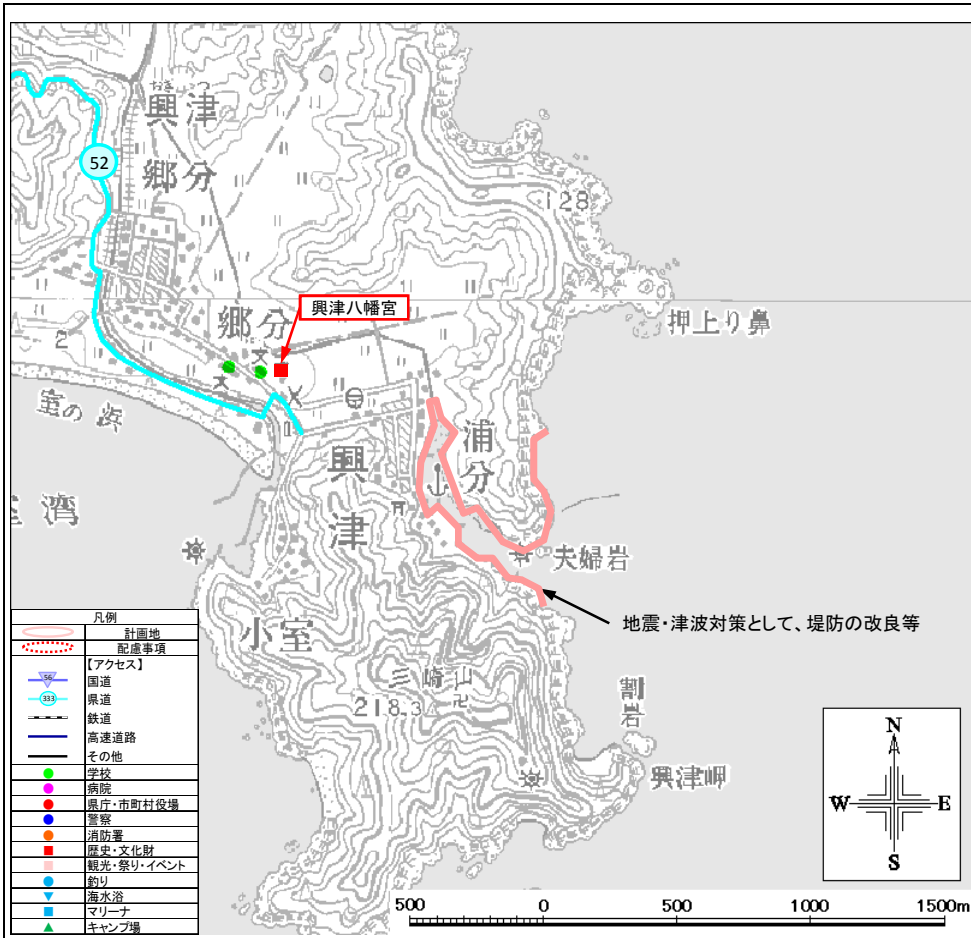 おき つ
興津
郷分
52
128
押上り鼻
興津八幡宮
郷分
2
室の浜
浦分
興津
湾
夫婦岩
地震・津波対策として、堤防の改良等
小室
三崎山
218.3
割岩
興津岬
凡例
計画地
配慮事項
【アクセス】
56 国道
333 県道
鉄道
高速道路
その他
学校
病院
県庁・市町村役場
警察
消防署
歴史・文化財
観光・祭り・イベント
釣り
海水浴
マリーナ
キャンプ場
N
W E
S
500 0 500 1000 1500m